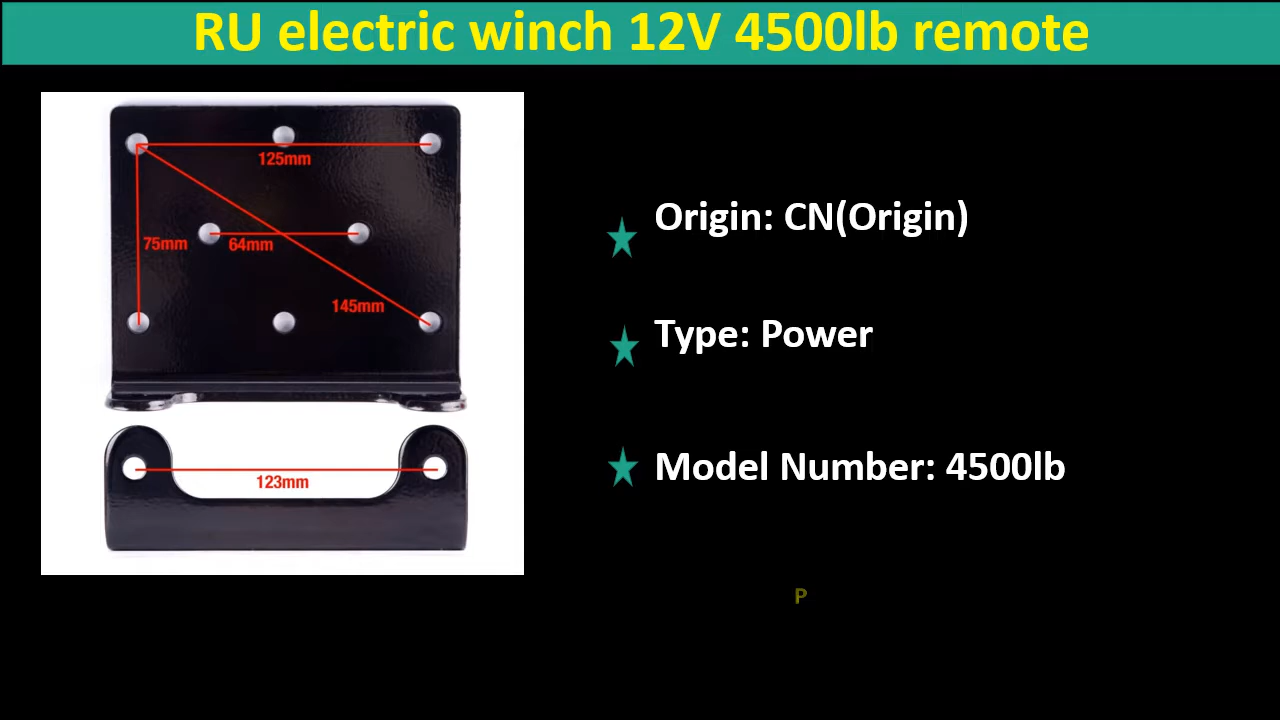 RU electric winch 12V 4500lb remote
125mm
75mm
64mm
145mm
123mm
Origin: CN(Origin)
Type: Power
Model Number: 4500lb
P